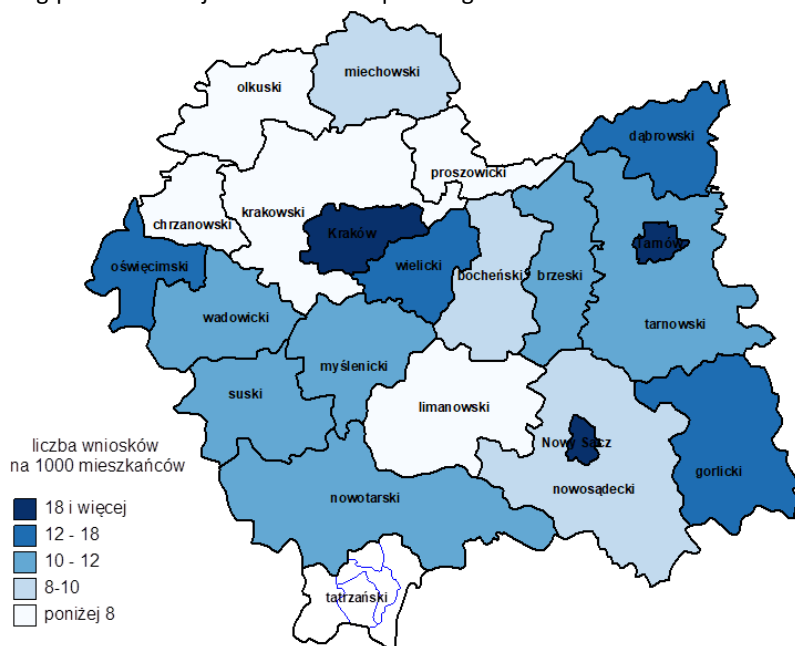 miechowski
olkuski
dąbrowski
proszowicki
chrzanowski
krakowski
Kraków
Tarnów
oświęcimski
wielicki
bocheński
brzeski
wadowicki
tarnowski
myślenicki
suski
limanowski
Nowy Sącz
gorlicki
nowosądecki
nowotarski
tatrzański
liczba wniosków
na 1000 mieszkańców
18 i więcej
12 - 18
10 - 12
8-10
poniżej 8